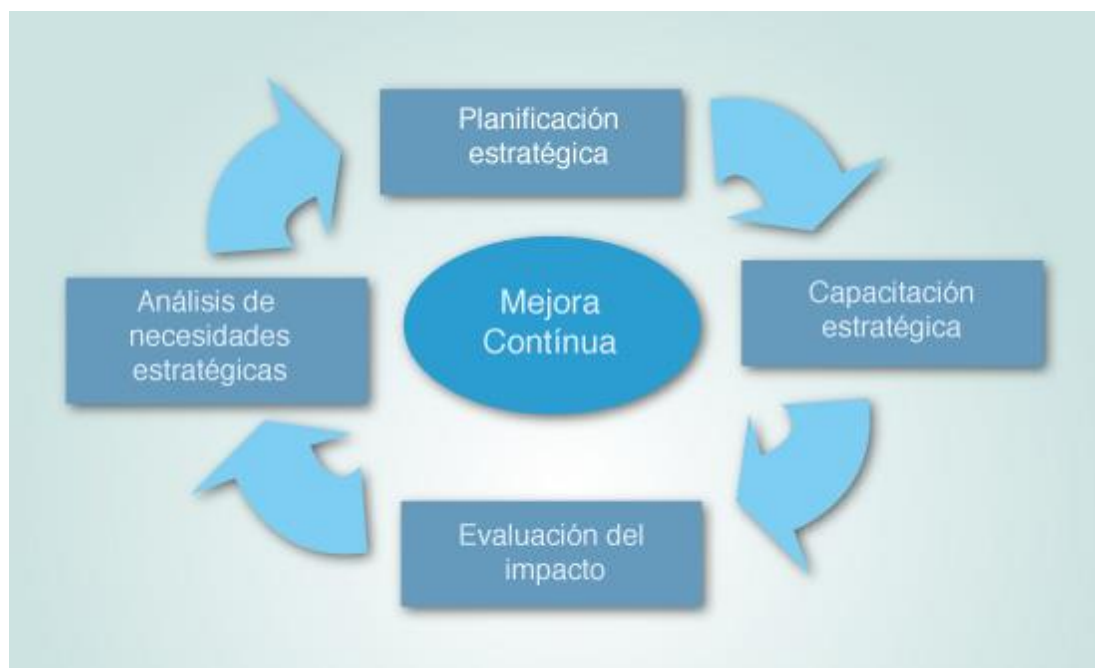 Planificación
estratégica
Análisis de
necesidades
estratégicas
Mejora
Contínua
Capacitación
estratégica
Evaluación del
impacto